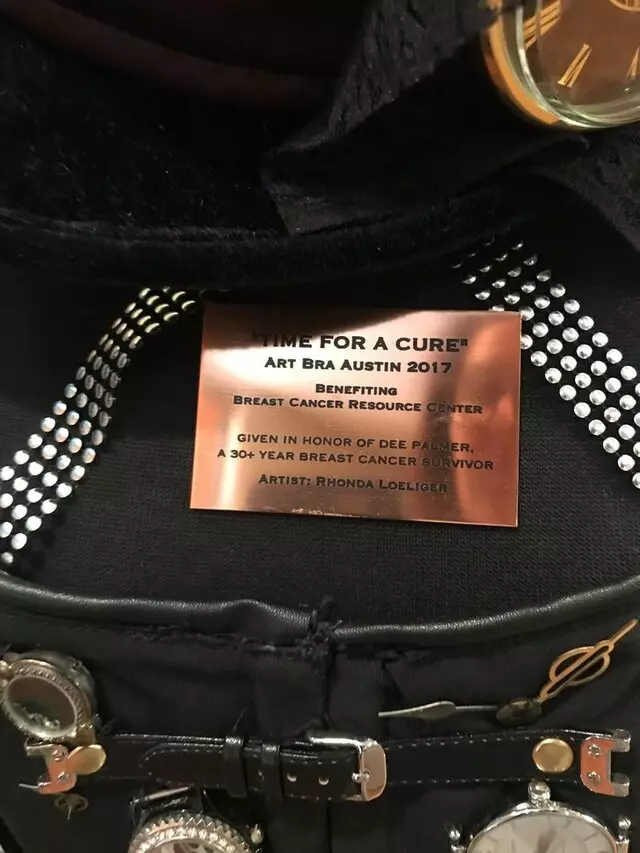 "TIME FOR A CURE"
ART BRA AUSTIN 2017
BENEFITING
BREAST CANCER RESOURCE CENTER
GIVEN IN HONOR OF DEE PALMER,
A 30+ YEAR BREAST CANCER SURVIVOR
ARTIST: RHONDA LOELIGER